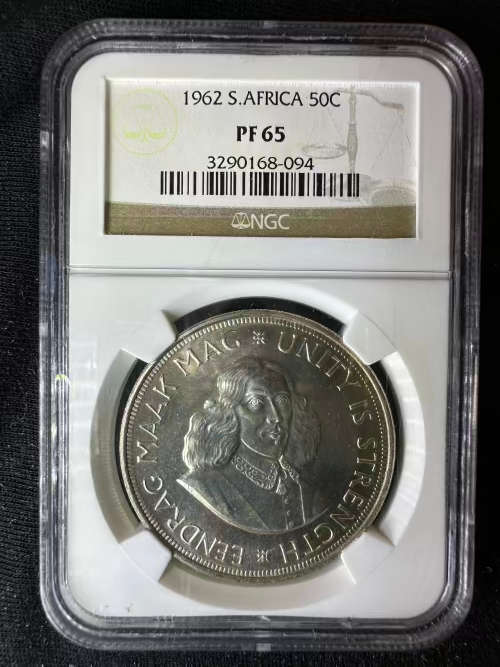 1962 S.AFRICA 50C
PF 65
3290168-094
NGC
EENDRAG MAAK MAG * UNITY IS STRENGTH *